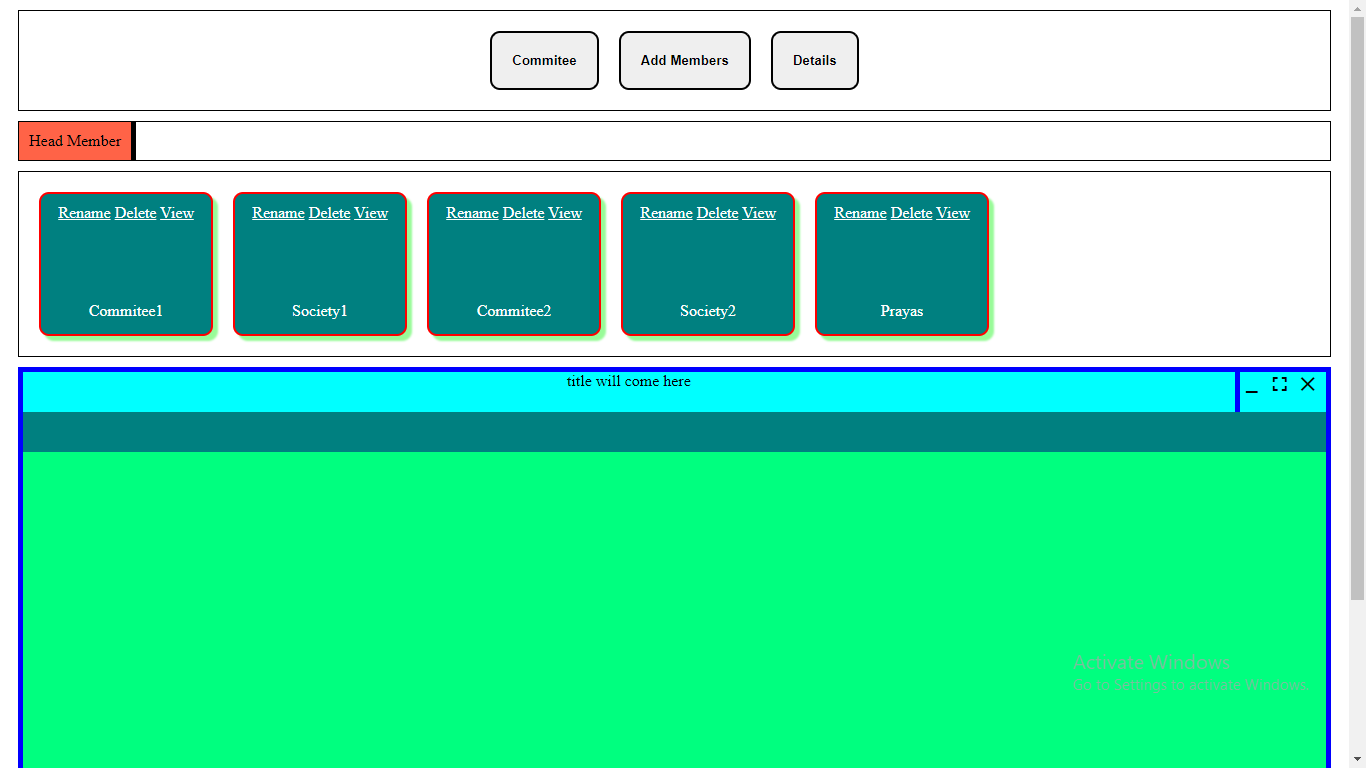 Commitee Add Members Details
Head Member
Rename Delete View Rename Delete View Rename Delete View Rename Delete View Rename Delete View
Commitee1 Society1 Commitee2 Society2 Prayas
title will come here
Activate Windows
Go to Settings to activate Windows.